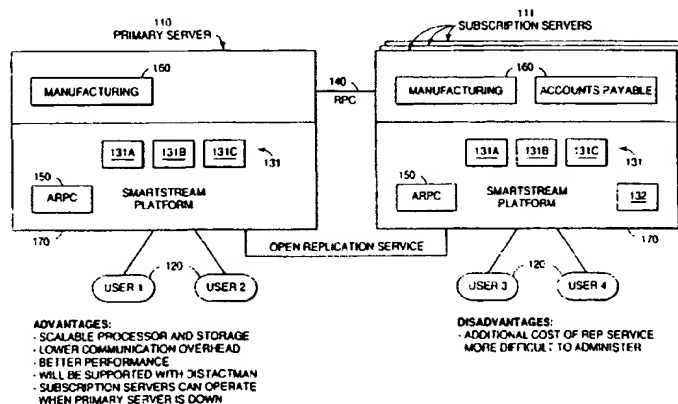 110
PRIMARY SERVER
111
SUBSCRIPTION SERVERS
160
MANUFACTURING
140
RPC
160
MANUFACTURING
ACCOUNTS PAYABLE
131A
131B
131C
131
150
ARPC
SMARTSTREAM
PLATFORM
170
131A
131B
131C
131
150
ARPC
SMARTSTREAM
PLATFORM
132
170
OPEN REPLICATION SERVICE
USER 1
120
USER 2
USER 3
120
USER 4
ADVANTAGES:
- SCALABLE PROCESSOR AND STORAGE
- LOWER COMMUNICATION OVERHEAD
- BETTER PERFORMANCE
- WILL BE SUPPORTED WITH DISTACTMAN
- SUBSCRIPTION SERVERS CAN OPERATE
WHEN PRIMARY SERVER IS DOWN
DISADVANTAGES:
- ADDITIONAL COST OF REP SERVICE
MORE DIFFICULT TO ADMINISTER